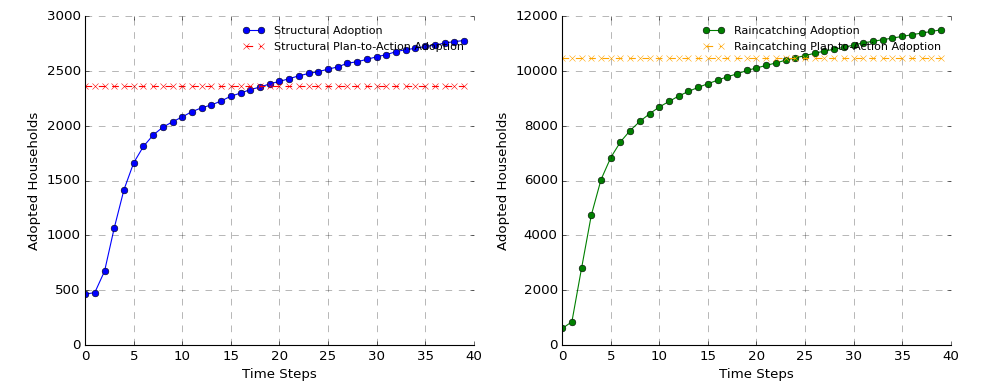 3000
2500
2000
1500
1000
500
0
Adopted Households
Structural Adoption
Structural Plan-to-Action Adoption
0 5 10 15 20 25 30 35 40
Time Steps
12000
10000
8000
6000
4000
2000
0
Adopted Households
Raincatching Adoption
Raincatching Plan-to-Action Adoption
0 5 10 15 20 25 30 35 40
Time Steps